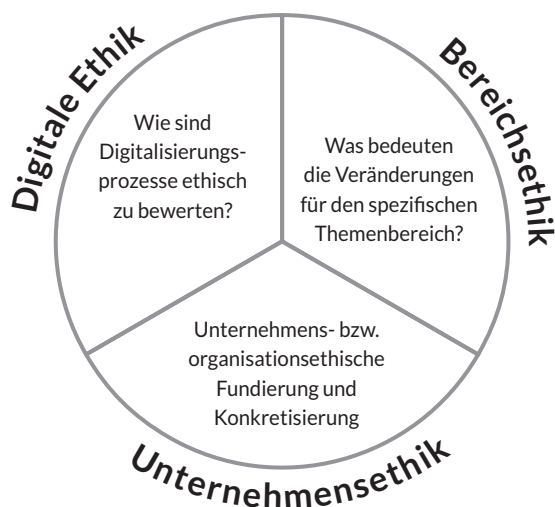 Digitale Ethik
Wie sind
Digitalisierungs-
prozesse ethisch
zu bewerten?
Bereichsethik
Was bedeuten
die Veränderungen
für den spezifischen
Themenbereich?
Unternehmens- bzw.
organisationsethische
Fundierung und
Konkretisierung
Unternehmensethik